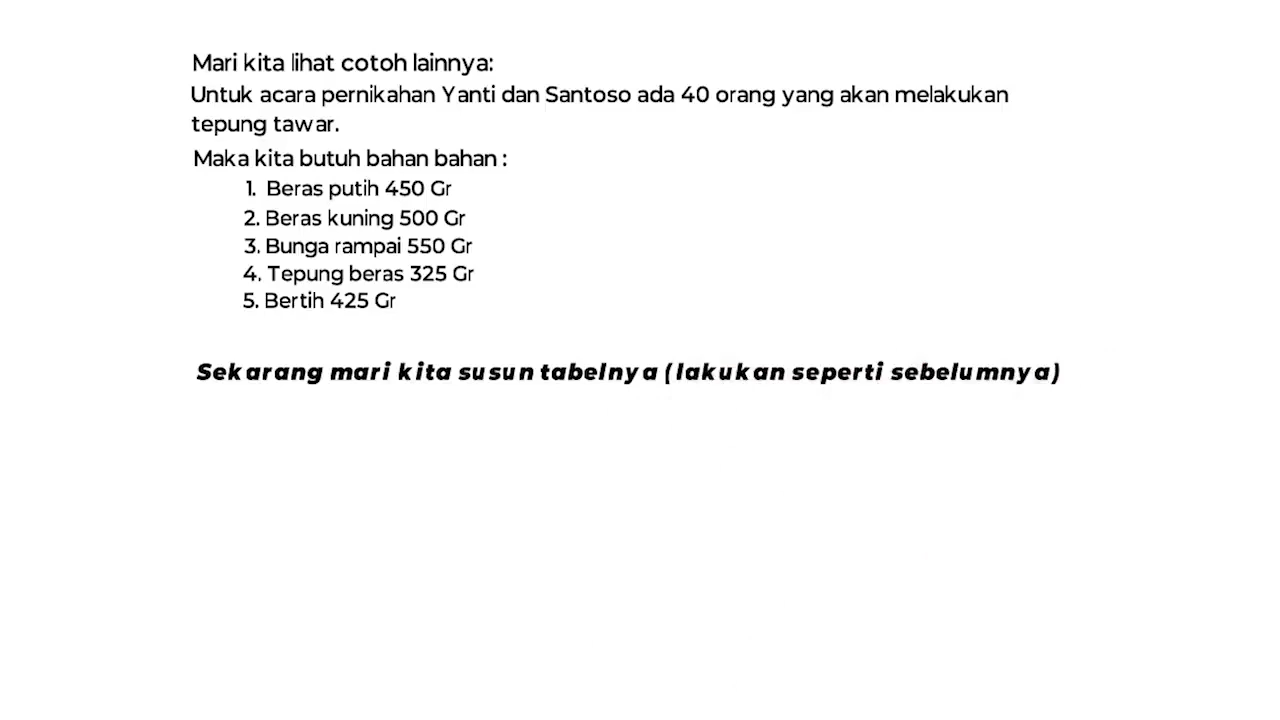 Mari kita lihat cotoh lainnya:
Untuk acara pernikahan Yanti dan Santoso ada 40 orang yang akan melakukan
tepung tawar.
Maka kita butuh bahan bahan :
1. Beras putih 450 Gr
2. Beras kuning 500 Gr
3. Bunga rampai 550 Gr
4. Tepung beras 325 Gr
5. Bertih 425 Gr
Sekarang mari kita susun tabelnya (lakukan seperti sebelumnya)